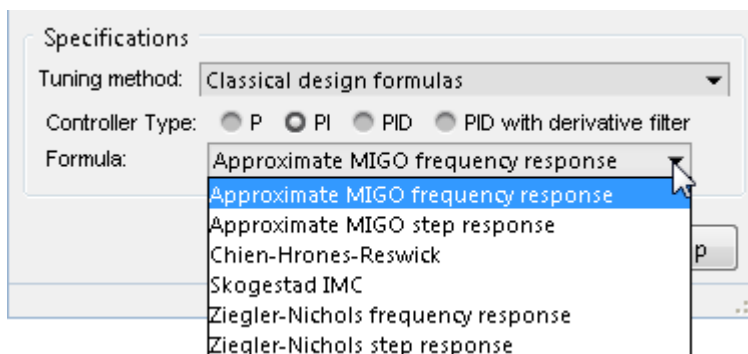 Specifications
Tuning method: Classical design formulas
Controller Type: P PI PID PID with derivative filter
Formula: Approximate MIGO frequency response
Approximate MIGO frequency response
Approximate MIGO step response
Chien-Hrones-Reswick
p
Skogestad IMC
Ziegler-Nichols frequency response
Ziegler-Nichols step response